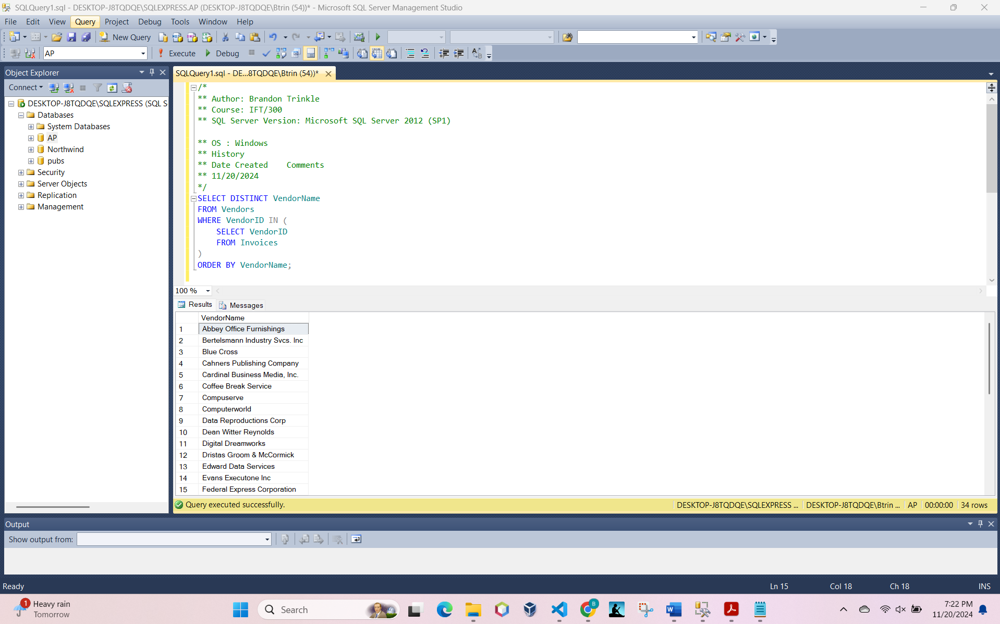 SQLQuery1.sql - DESKTOP-J8TQDQE\SQLEXPRESS.AP (DESKTOP-J8TQDQE\Btrin (54))* - Microsoft SQL Server Management Studio
File Edit View Query Project Debug Tools Window Help
New Query
AP Execute Debug
Object Explorer
Connect
DESKTOP-J8TQDQE\SQLEXPRESS (SQL S
Databases
System Databases
AP
Northwind
pubs
Security
Server Objects
Replication
Management
SQLQuery1.sql - DE...8TQDQE\Btrin (54))*
/*
** Author: Brandon Trinkle
** Course: IFT/300
** SQL Server Version: Microsoft SQL Server 2012 (SP1)
** OS : Windows
** History
** Date Created    Comments
** 11/20/2024
*/
SELECT DISTINCT VendorName
FROM Vendors
WHERE VendorID IN (
    SELECT VendorID
    FROM Invoices
)
ORDER BY VendorName;
100 %
Results Messages
VendorName
1 Abbey Office Furnishings
2 Bertelsmann Industry Svcs. Inc
3 Blue Cross
4 Cahners Publishing Company
5 Cardinal Business Media, Inc.
6 Coffee Break Service
7 Compuserve
8 Computerworld
9 Data Reproductions Corp
10 Dean Witter Reynolds
11 Digital Dreamworks
12 Dristas Groom & McCormick
13 Edward Data Services
14 Evans Executone Inc
15 Federal Express Corporation
Query executed successfully. DESKTOP-J8TQDQE\SQLEXPRESS ... DESKTOP-J8TQDQE\Btrin ... AP 00:00:00 34 rows
Output
Show output from:
Ready Ln 15 Col 18 Ch 18 INS
1 Heavy rain
Tomorrow
Search
B
7:22 PM
11/20/2024